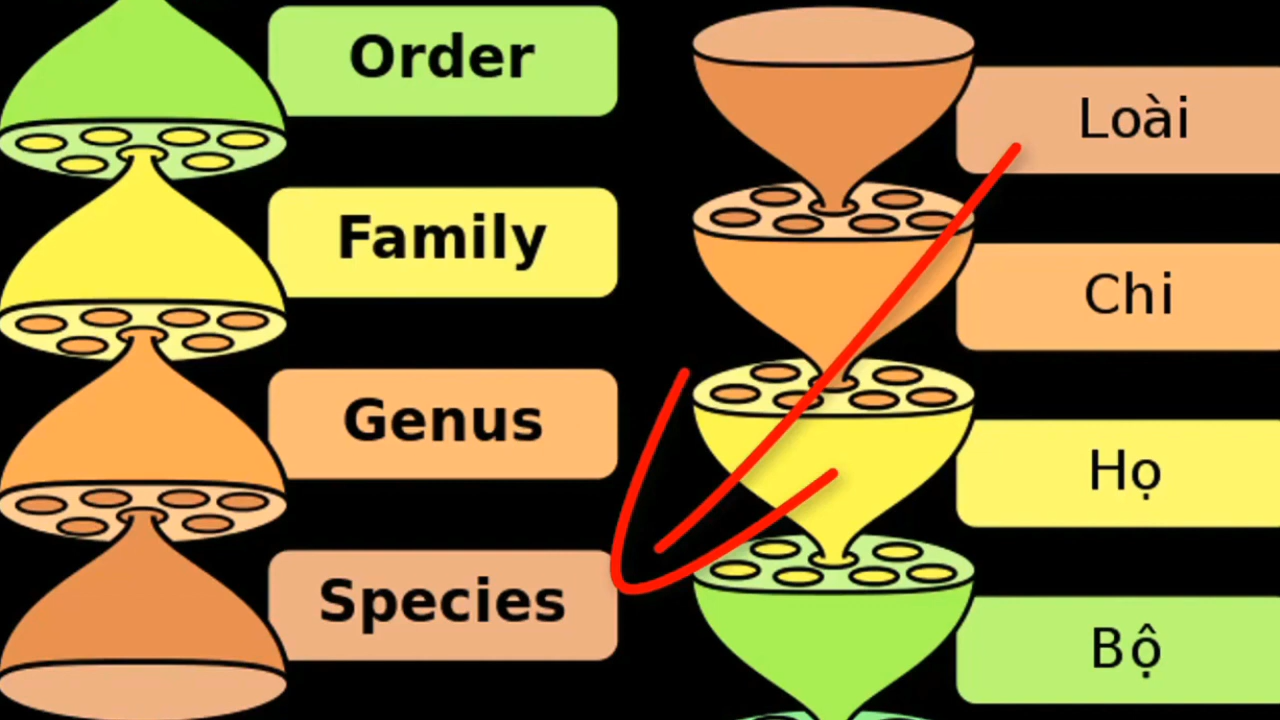 Order
Family
Genus
Species
Loài
Chi
Họ
Bộ